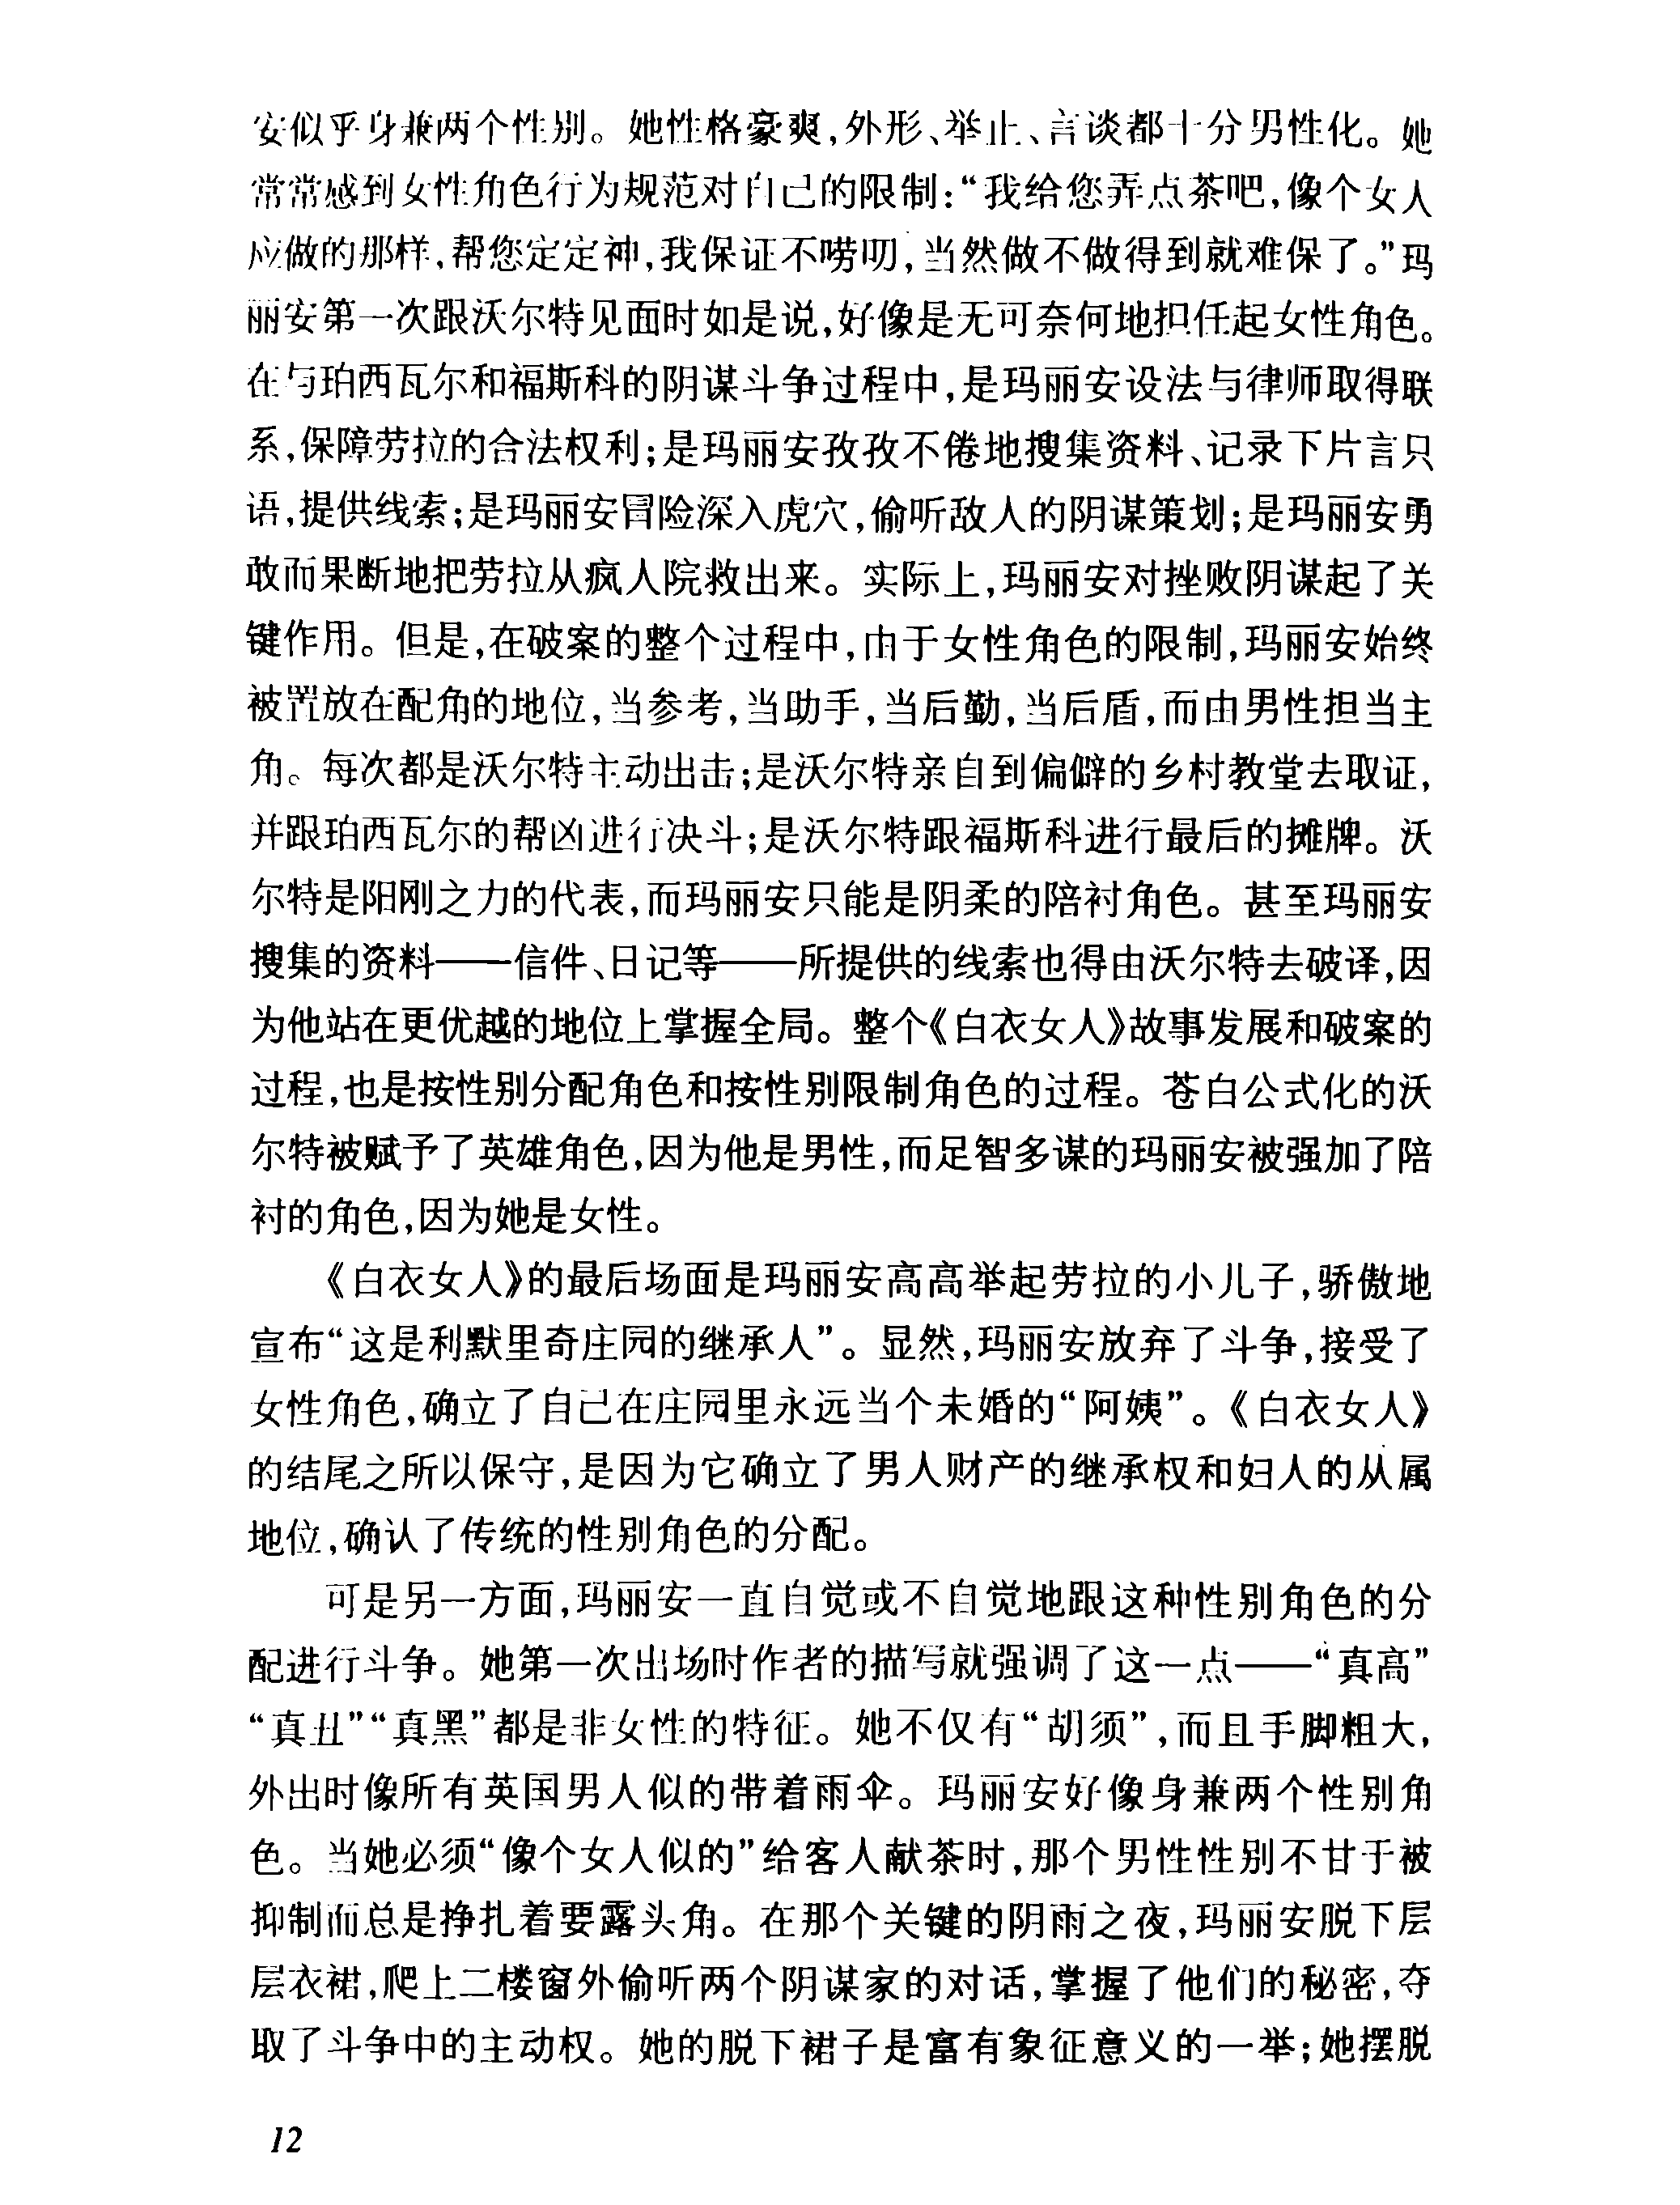 安似乎身兼两个性别。她性格豪爽,外形、举止、言谈都十分男性化。她
常常感到女性角色行为规范对自己的限制:“我给您弄点茶吧,像个女人
应做的那样,帮您定定神,我保证不唠叨,当然做不做得到就难保了。”玛
丽安第一次跟沃尔特见面时如是说,好像是无可奈何地担任起女性角色。
在与珀西瓦尔和福斯科的阴谋斗争过程中,是玛丽安设法与律师取得联
系,保障劳拉的合法权利;是玛丽安孜孜不倦地搜集资料、记录下片言只
语,提供线索;是玛丽安冒险深入虎穴,偷听敌人的阴谋策划;是玛丽安勇
敢而果断地把劳拉从疯人院救出来。实际上,玛丽安对挫败阴谋起了关
键作用。但是,在破案的整个过程中,由于女性角色的限制,玛丽安始终
被置放在配角的地位,当参考,当助手,当后勤,当后盾,而由男性担当主
角。每次都是沃尔特主动出击;是沃尔特亲自到偏僻的乡村教堂去取证,
并跟珀西瓦尔的帮凶进行决斗;是沃尔特跟福斯科进行最后的摊牌。沃
尔特是阳刚之力的代表,而玛丽安只能是阴柔的陪衬角色。甚至玛丽安
搜集的资料——信件、日记等——所提供的线索也得由沃尔特去破译,因
为他站在更优越的地位上掌握全局。整个《白衣女人》故事发展和破案的
过程,也是按性别分配角色和按性别限制角色的过程。苍白公式化的沃
尔特被赋予了英雄角色,因为他是男性,而足智多谋的玛丽安被强加了陪
衬的角色,因为她是女性。
《白衣女人》的最后场面是玛丽安高高举起劳拉的小儿子,骄傲地
宣布“这是利默里奇庄园的继承人”。显然,玛丽安放弃了斗争,接受了
女性角色,确立了自己在庄园里永远当个未婚的“阿姨”。《白衣女人》
的结尾之所以保守,是因为它确立了男人财产的继承权和妇人的从属
地位,确认了传统的性别角色的分配。
可是另一方面,玛丽安一直自觉或不自觉地跟这种性别角色的分
配进行斗争。她第一次出场时作者的描写就强调了这一点——“真高”
“真丑”“真黑”都是非女性的特征。她不仅有“胡须”,而且手脚粗大,
外出时像所有英国男人似的带着雨伞。玛丽安好像身兼两个性别角
色。当她必须“像个女人似的”给客人献茶时,那个男性性别不甘于被
抑制而总是挣扎着要露头角。在那个关键的阴雨之夜,玛丽安脱下层
层衣裙,爬上二楼窗外偷听两个阴谋家的对话,掌握了他们的秘密,夺
取了斗争中的主动权。她的脱下裙子是富有象征意义的一举;她摆脱
12